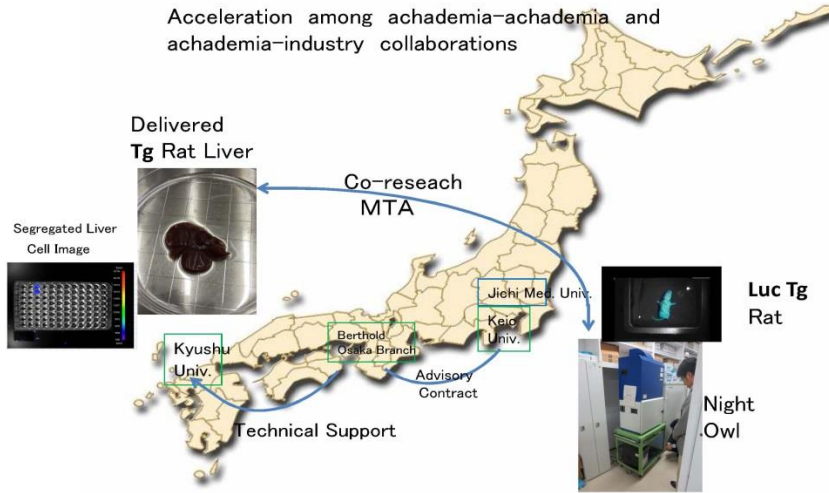 Acceleration among achademia-achademia and
achademia-industry collaborations
Delivered
Tg Rat Liver
Co-reseach
MTA
Segregated Liver
Cell Image
Jichi Med. Univ.
Luc Tg
Rat
Keio
Univ.
Berthold
Osaka Branch
Kyushu
Univ.
Advisory
Contract
Technical Support
Night
Owl